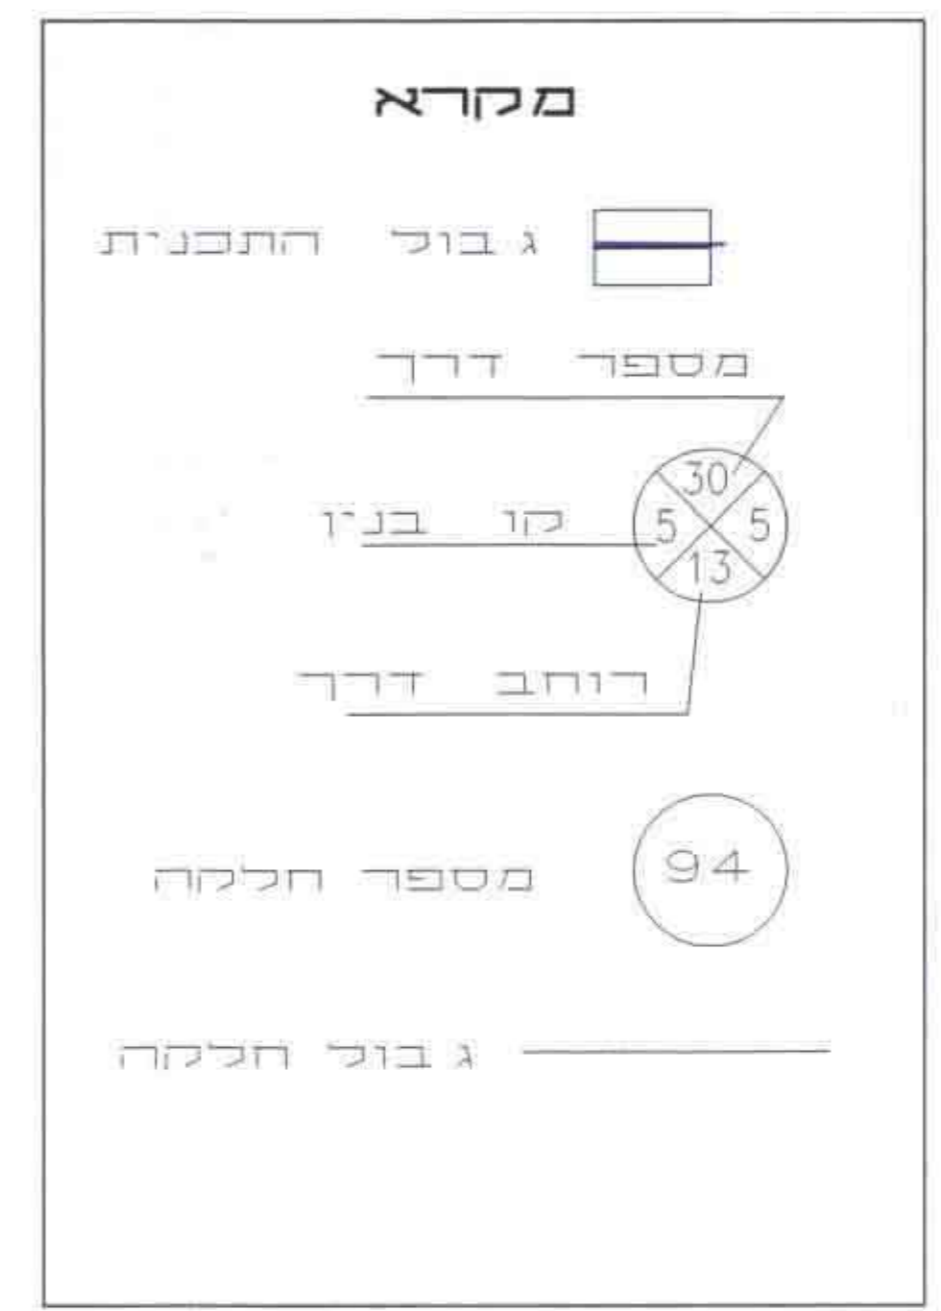 מקרא
גבול התכנית
מספר דרך
30
קו בנין 5 5
13
רוחב דרך
מספר חלקה 94
גבול חלקה